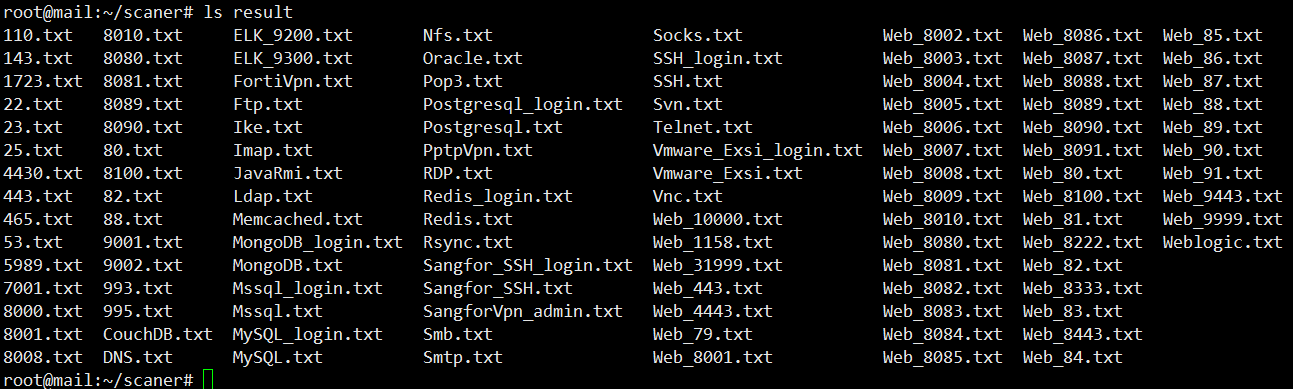 root@mail:~/scaner# ls result
110.txt 8010.txt ELK_9200.txt Nfs.txt Socks.txt Web_8002.txt Web_8086.txt Web_85.txt
143.txt 8080.txt ELK_9300.txt Oracle.txt SSH_login.txt Web_8003.txt Web_8087.txt Web_86.txt
1723.txt 8081.txt FortiVpn.txt Pop3.txt SSH.txt Web_8004.txt Web_8088.txt Web_87.txt
22.txt 8089.txt Ftp.txt Postgresql_login.txt Svn.txt Web_8005.txt Web_8089.txt Web_88.txt
23.txt 8090.txt Ike.txt Postgresql.txt Telnet.txt Web_8006.txt Web_8090.txt Web_89.txt
25.txt 80.txt Imap.txt PptpVpn.txt Vmware_Exsi_login.txt Web_8007.txt Web_8091.txt Web_90.txt
4430.txt 8100.txt JavaRmi.txt RDP.txt Vmware_Exsi.txt Web_8008.txt Web_80.txt Web_91.txt
443.txt 82.txt Ldap.txt Redis_login.txt Vnc.txt Web_8009.txt Web_8100.txt Web_9443.txt
465.txt 88.txt Memcached.txt Redis.txt Web_10000.txt Web_8010.txt Web_81.txt Web_9999.txt
53.txt 9001.txt MongoDB_login.txt Rsync.txt Web_1158.txt Web_8080.txt Web_8222.txt Weblogic.txt
5989.txt 9002.txt MongoDB.txt Sangfor_SSH_login.txt Web_31999.txt Web_8081.txt Web_82.txt
7001.txt 993.txt Mssql_login.txt Sangfor_SSH.txt Web_443.txt Web_8082.txt Web_8333.txt
8000.txt 995.txt Mssql.txt SangforVpn_admin.txt Web_4443.txt Web_8083.txt Web_83.txt
8001.txt CouchDB.txt MySQL_login.txt Smb.txt Web_79.txt Web_8084.txt Web_8443.txt
8008.txt DNS.txt MySQL.txt Smtp.txt Web_8001.txt Web_8085.txt Web_84.txt
root@mail:~/scaner#